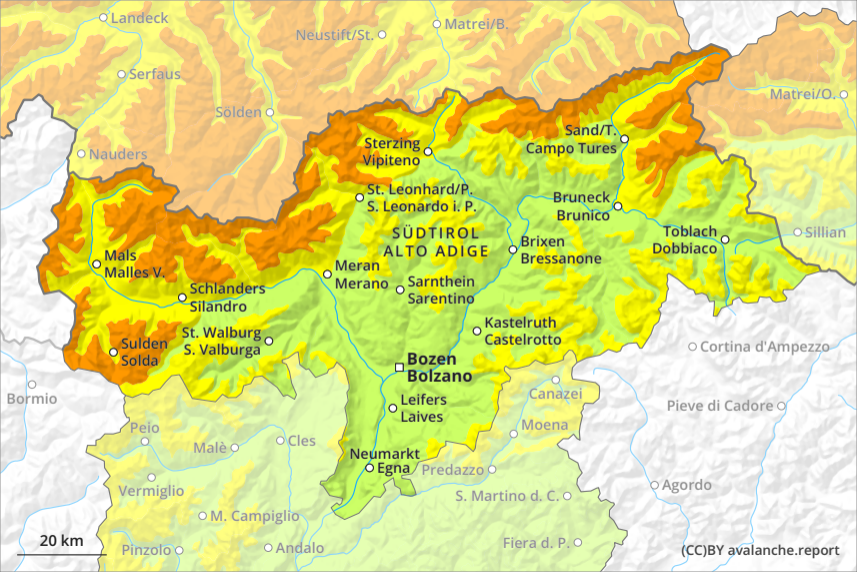 Landeck
Matrei/B.
Neustift/St.
Serfaus
Matrei/O.
Sölden
Sand/T.
Campo Tures
Sterzing
Vipiteno
Nauders
St. Leonhard/P.
S. Leonardo i. P.
Bruneck
Brunico
SÜDTIROL
ALTO ADIGE
Toblach
Dobbiaco
Sillian
Brixen
Bressanone
Mals
Malles V.
Meran
Merano
Sarnthein
Sarentino
Schlanders
Silandro
Kastelruth
Castelrotto
St. Walburg
S. Valburga
Sulden
Solda
Cortina d'Ampezzo
Bozen
Bolzano
Bormio
Canazei
Leifers
Laives
Pieve di Cadore
Peio
Moena
Cles
Malè
Neumarkt
Egna
Predazzo
Vermiglio
Agordo
S. Martino d. C.
M. Campiglio
20 km
Pinzolo
Andalo
Fiera d. P.
(CC)BY avalanche.report